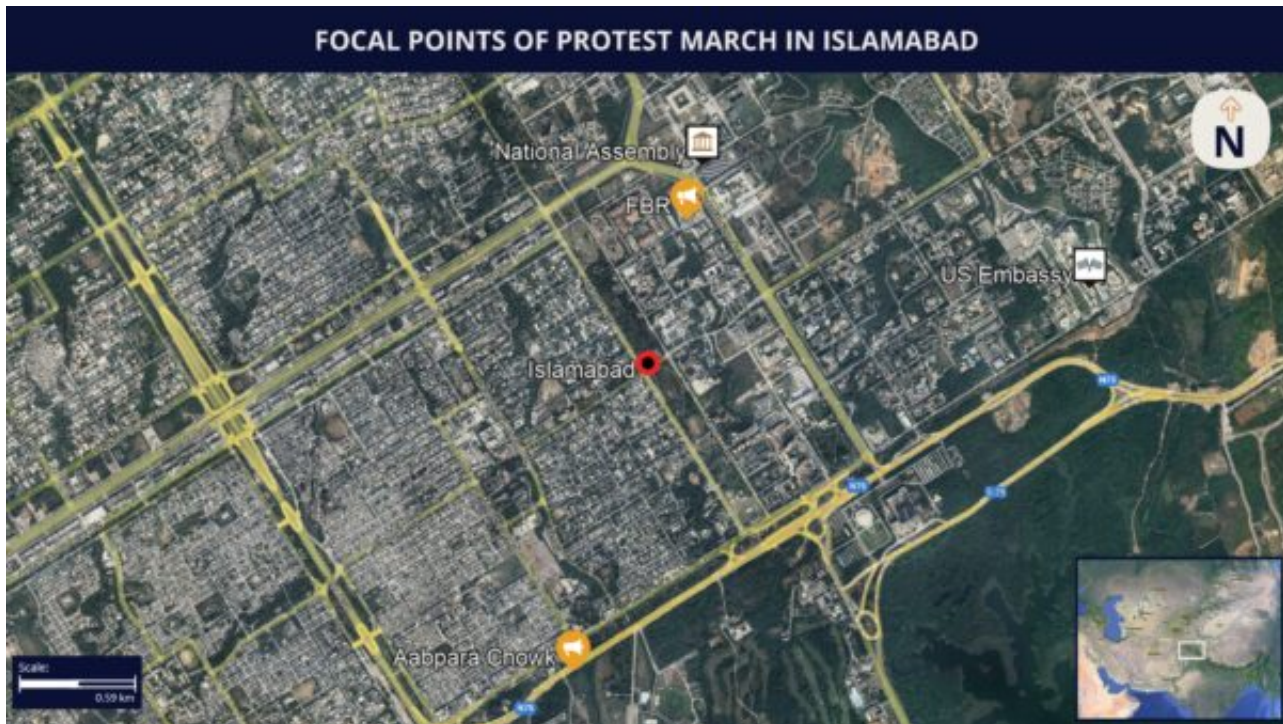 FOCAL POINTS OF PROTEST MARCH IN ISLAMABAD
N
National Assembly
FBR
US Embassy
Islamabad
N75
N75
Aabpara Chowk
N75
Scale:
0.59 km